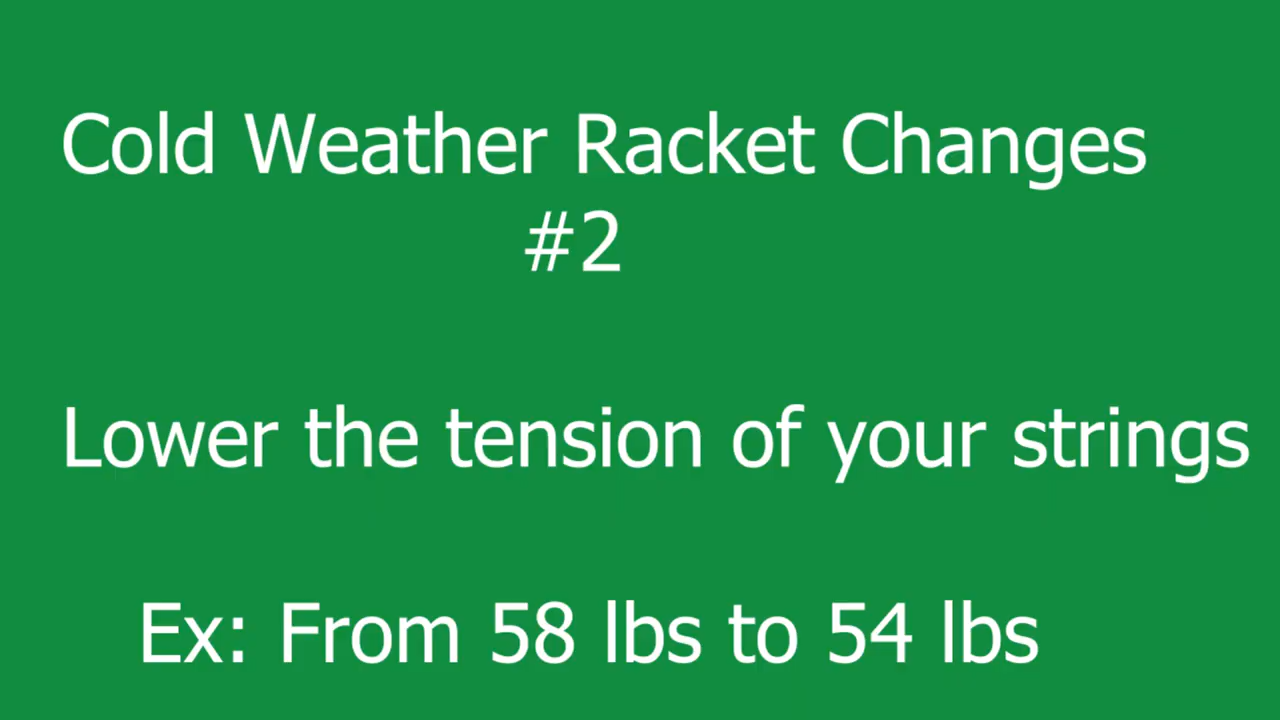 Cold Weather Racket Changes
#2
Lower the tension of your strings
Ex: From 58 lbs to 54 lbs